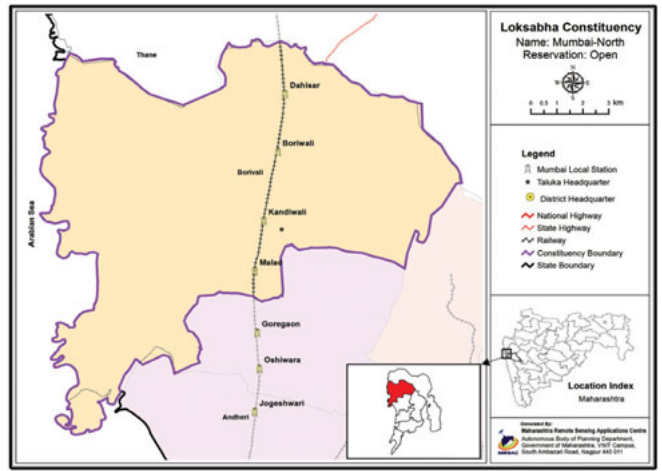 Thane
Dahisar
Boriwali
Borivali
Kandiwali
Malad
Arabian Sea
Goregaon
Oshiwara
Jogeshwari
Andheri
Loksabha Constituency
Name: Mumbai-North
Reservation: Open
N
W E
S
0 0.5 1 2 3 km
Legend
Mumbai Local Station
Taluka Headquarter
District Headquarter
National Highway
State Highway
Railway
Constituency Boundary
State Boundary
Location Index
Maharashtra
Generated By:
Maharashtra Remote Sensing Applications Centre
Autonomous Body of Planning Department,
Government of Maharashtra, VNIT Campus,
South Ambazari Road, Nagpur 440 011
MRSAC